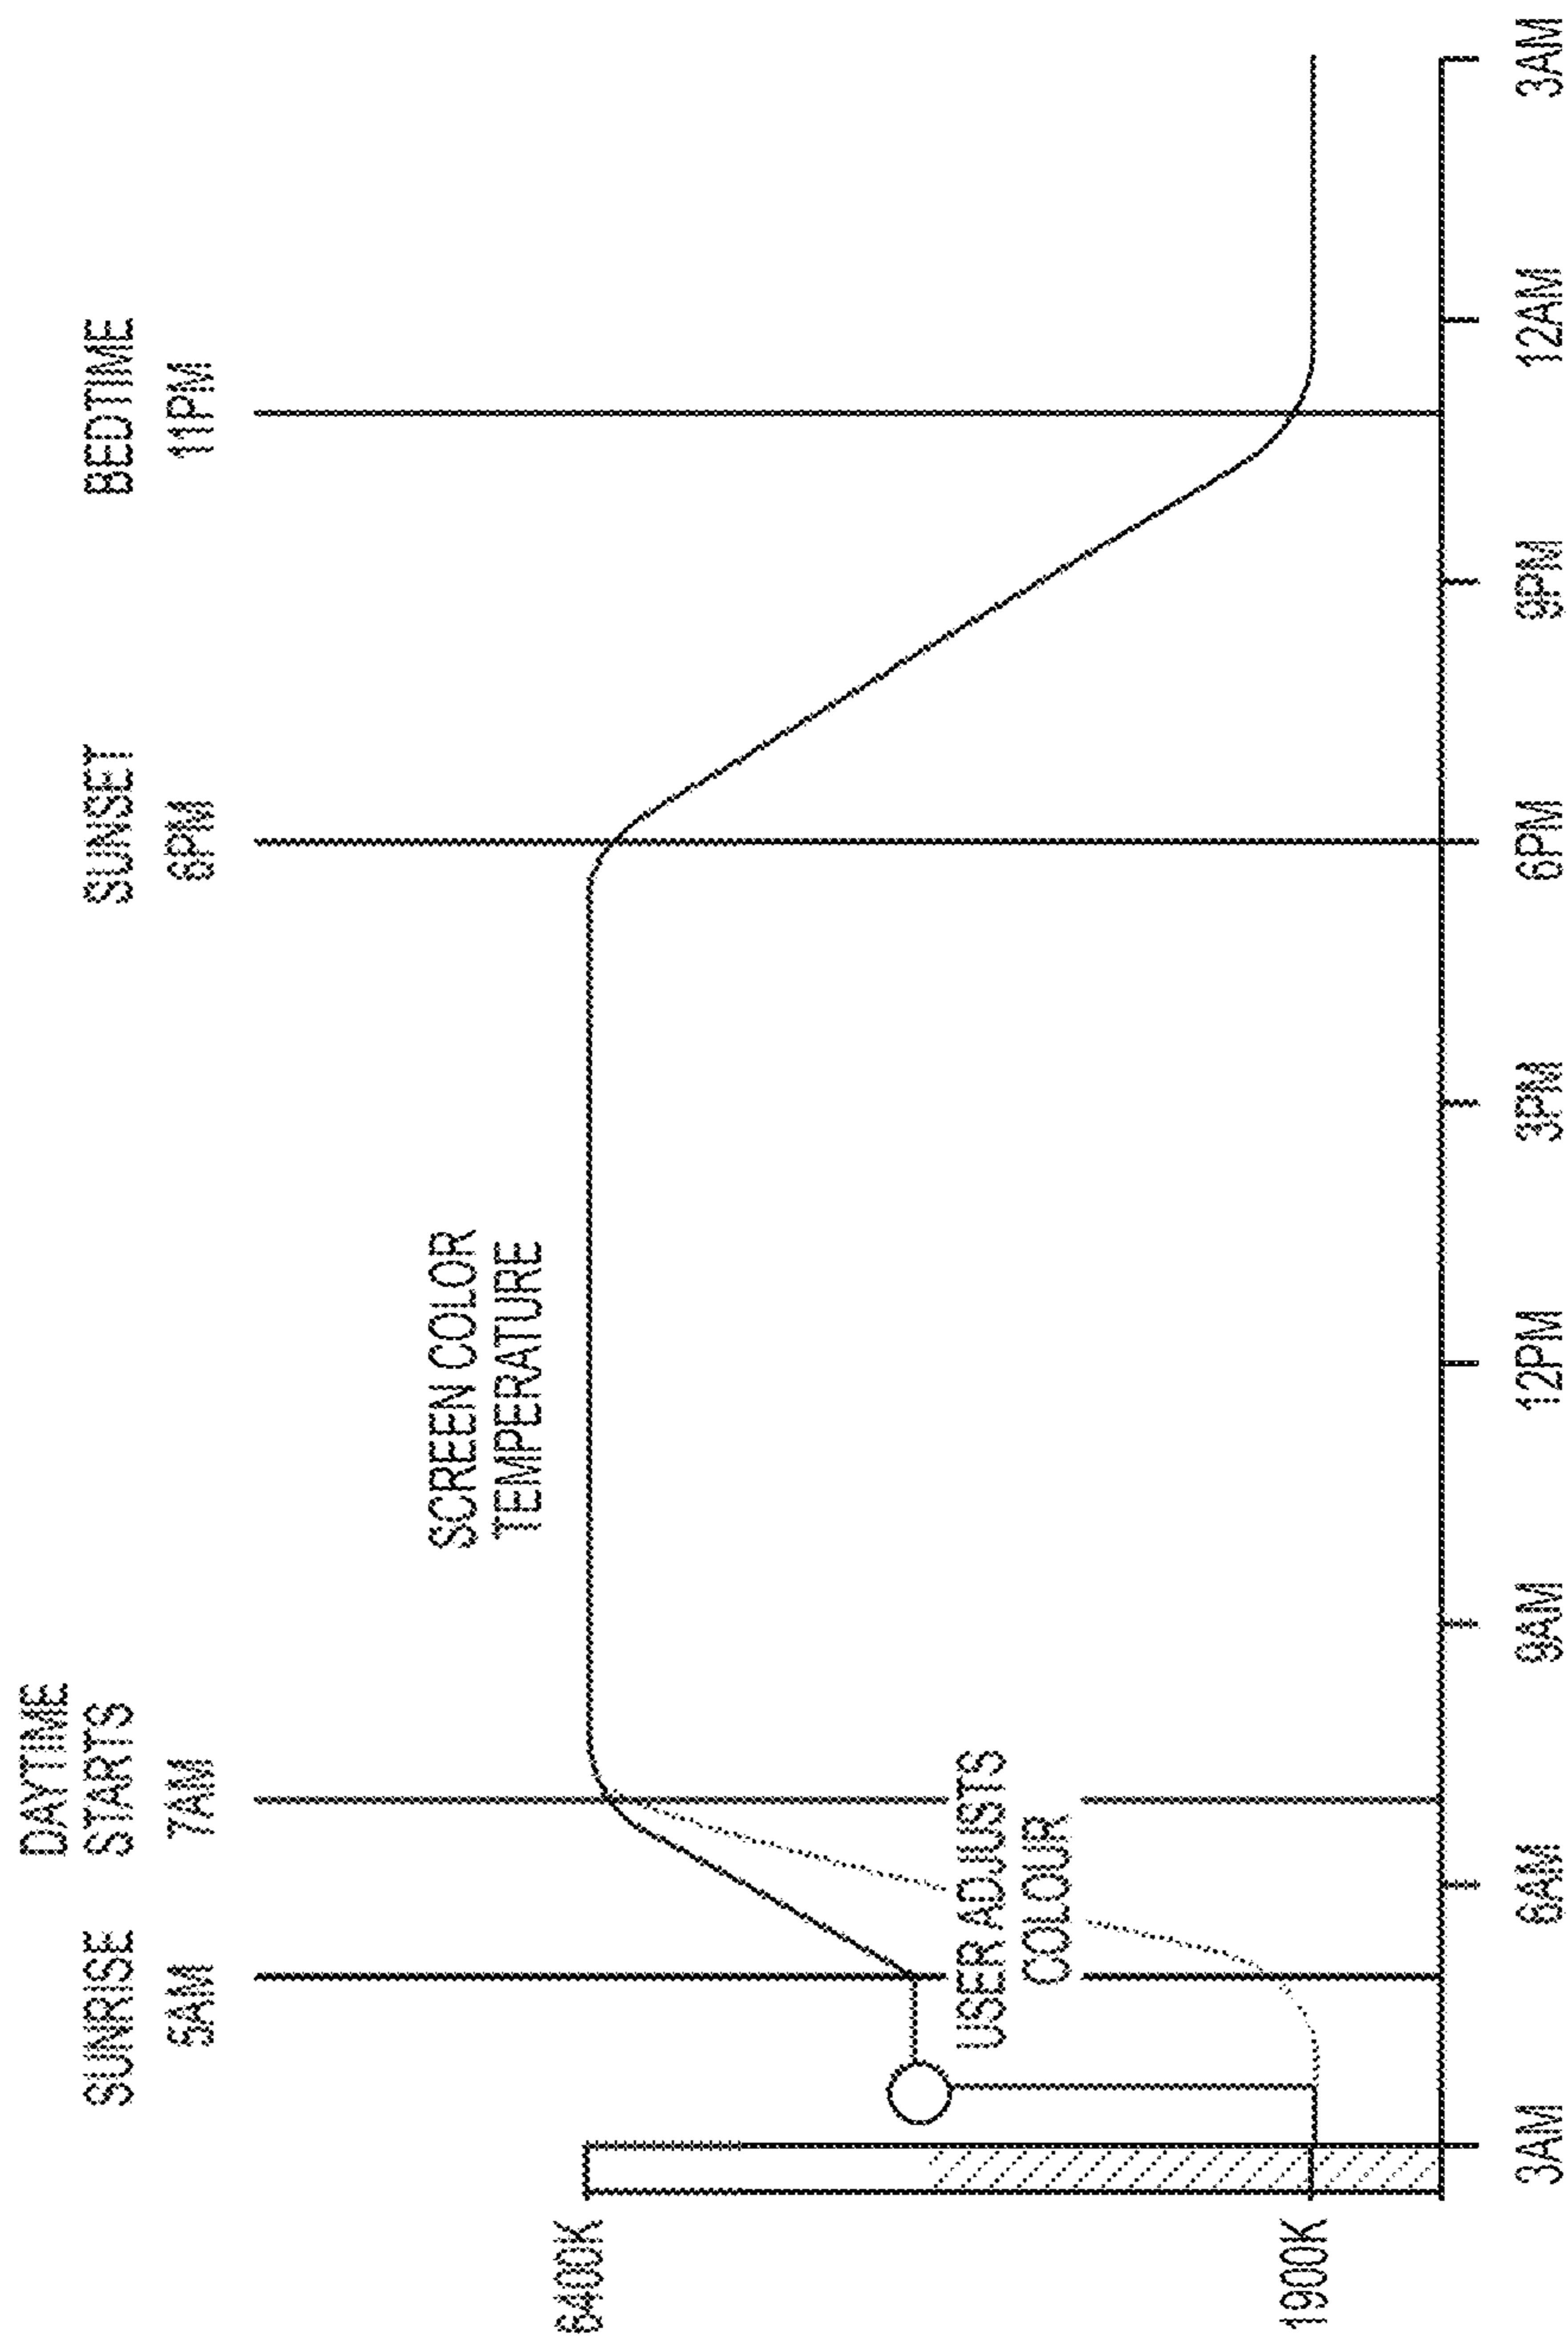 DAYTIME
SUNRISE
STARTS
SUNSET
BEDTIME
5AM
7AM
6PM
11PM
SCREEN COLOR
TEMPERATURE
6400K
USER ADJUSTS
COLOUR
1900K
3AM
6AM
9AM
12PM
3PM
6PM
9PM
12AM
3AM